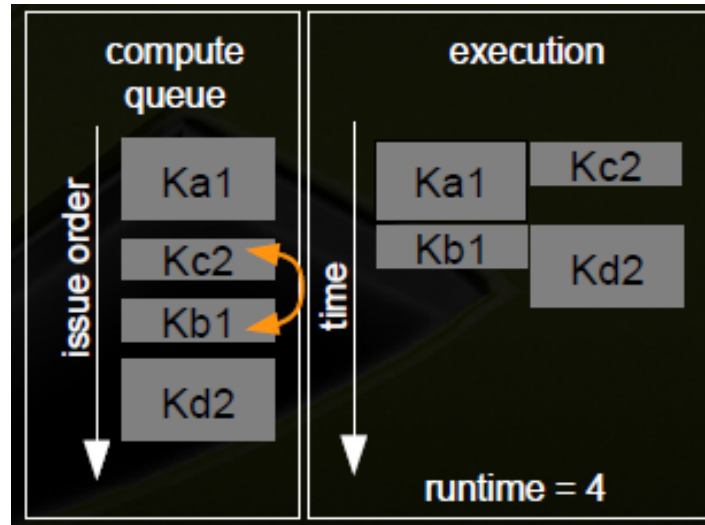 compute
queue
issue order
Ka1
Kc2
Kb1
Kd2
execution
time
Ka1
Kc2
Kb1
Kd2
runtime = 4